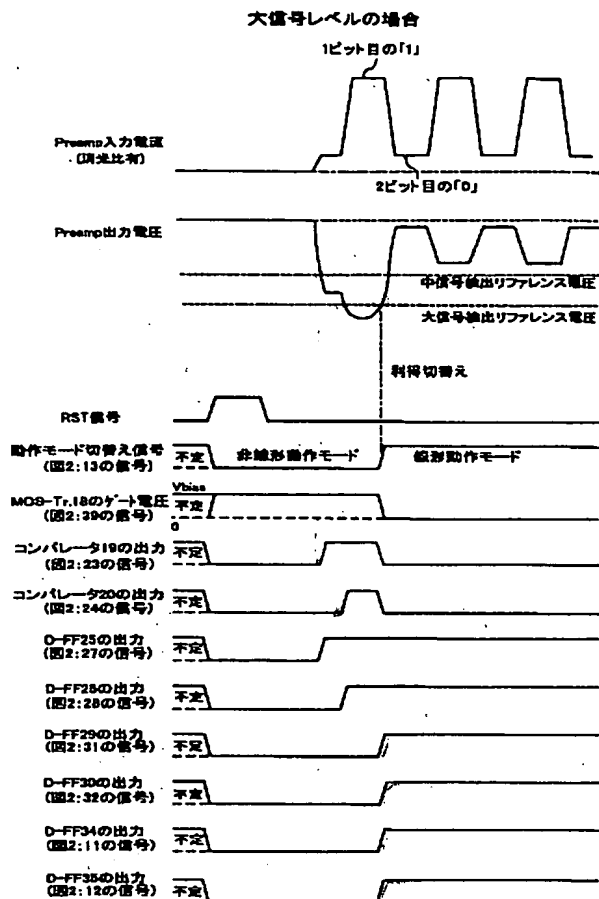 大信号レベルの場合
1ビット目の「1」
Preamp入力電流
(消光比有)
2ビット目の「0」
Preamp出力電圧
中信号検出リファレンス電圧
大信号検出リファレンス電圧
利得切替え
RST信号
動作モード切替え信号
(図2:13の信号)
不定
非線形動作モード
線形動作モード
MOS-Tr.18のゲート電圧
(図2:39の信号)
Vbias
不定
0
コンパレータ19の出力
(図2:23の信号)
不定
コンパレータ20の出力
(図2:24の信号)
不定
D-FF25の出力
(図2:27の信号)
不定
D-FF26の出力
(図2:28の信号)
不定
D-FF29の出力
(図2:31の信号)
不定
D-FF30の出力
(図2:32の信号)
不定
D-FF34の出力
(図2:11の信号)
不定
D-FF35の出力
(図2:12の信号)
不定